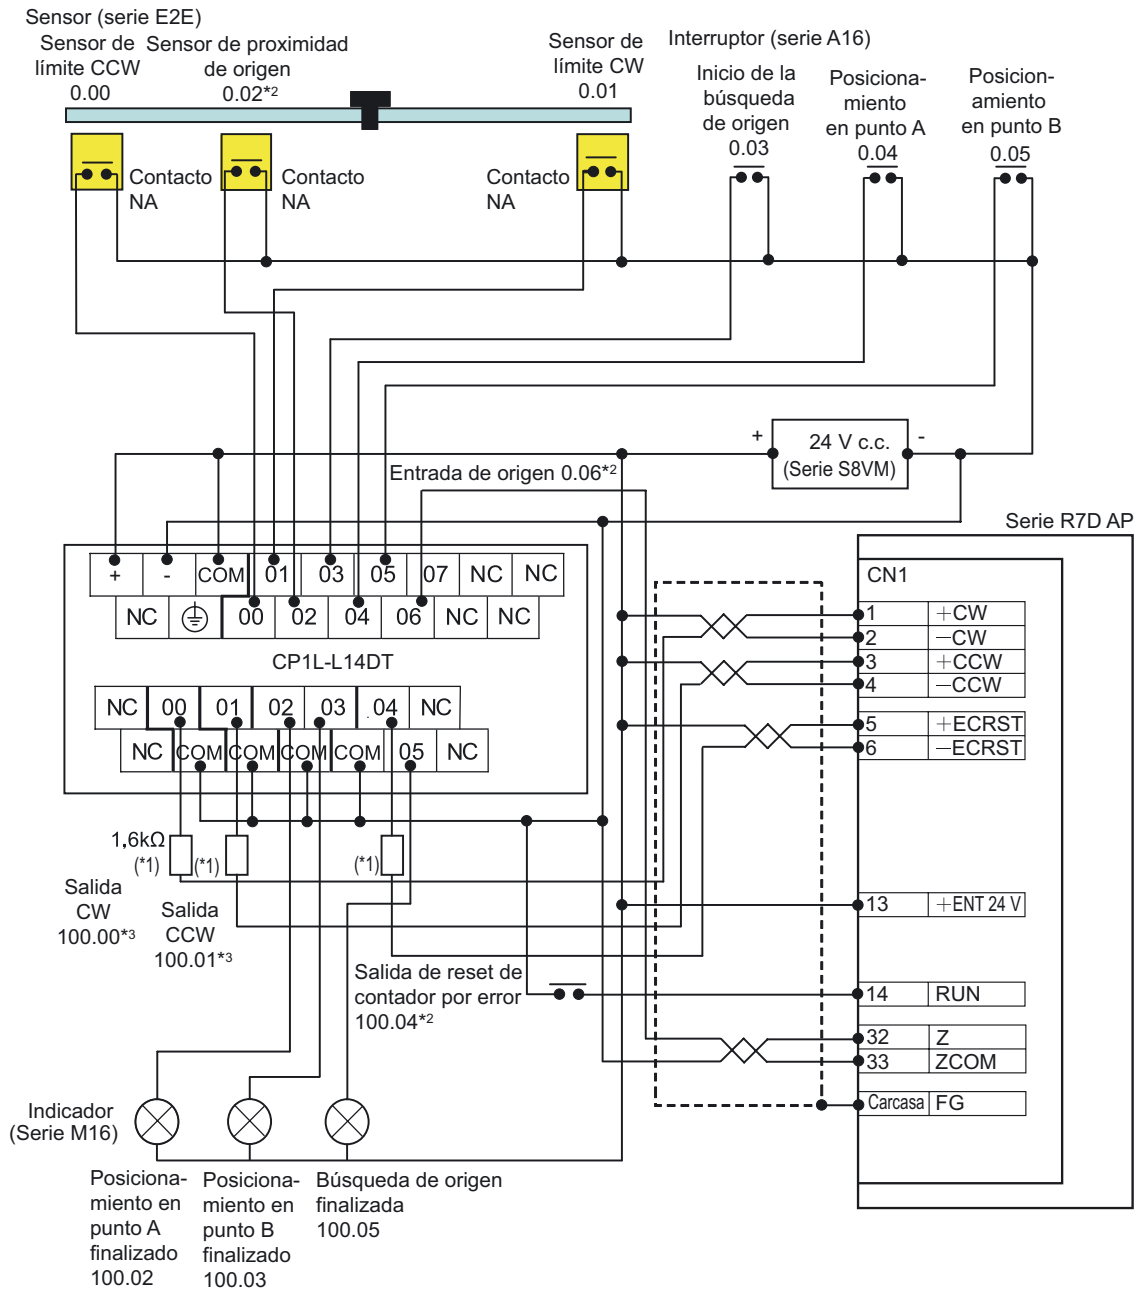 Sensor (serie E2E)
Sensor de
límite CCW
0.00
Sensor de proximidad
de origen
0.02*2
Sensor de
límite CW
0.01
Interruptor (serie A16)
Inicio de la
búsqueda
de origen
0.03
Posiciona-
miento
en punto A
0.04
Posicion-
amiento
en punto B
0.05
Contacto
NA
Contacto
NA
Contacto
NA
+ 24 V c.c. -
(Serie S8VM)
Entrada de origen 0.06*2
Serie R7D AP
+ - COM 01 03 05 07 NC NC
NC 00 02 04 06 NC NC
CP1L-L14DT
NC 00 01 02 03 04 NC
NC COM COM COM COM 05 NC
CN1
1 +CW
2 −CW
3 +CCW
4 −CCW
5 +ECRST
6 −ECRST
13 +ENT 24 V
14 RUN
32 Z
33 ZCOM
Carcasa FG
1,6kΩ
(*1)
(*1)
(*1)
Salida
CW
100.00*3
Salida
CCW
100.01*3
Salida de reset de
contador por error
100.04*2
Indicador
(Serie M16)
Posiciona-
miento en
punto A
finalizado
100.02
Posiciona-
miento en
punto B
finalizado
100.03
Búsqueda de origen
finalizada
100.05